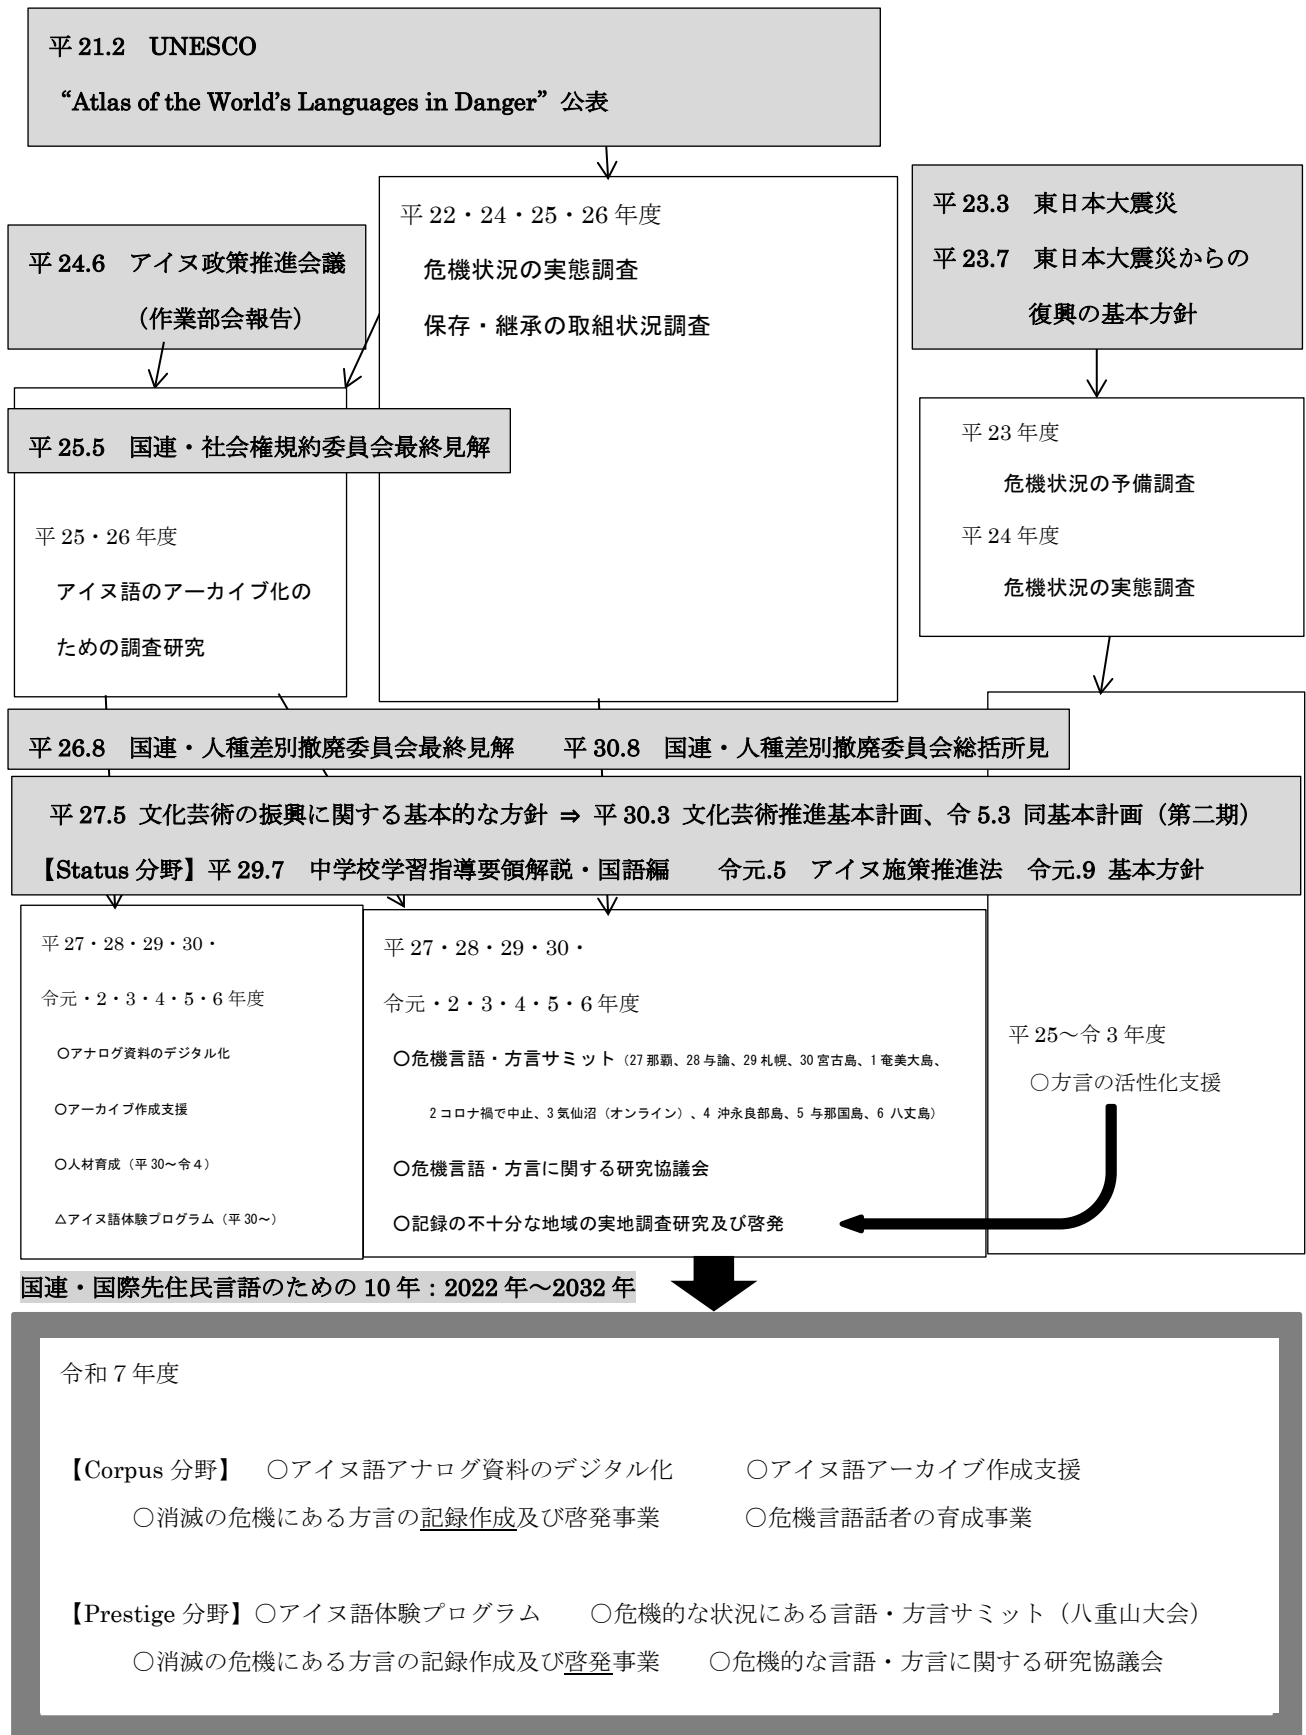 平 21.2　UNESCO
“Atlas of the World’s Languages in Danger” 公表
平 22・24・25・26 年度
危機状況の実態調査
保存・継承の取組状況調査
平 23.3　東日本大震災
平 23.7　東日本大震災からの
復興の基本方針
平 24.6　アイヌ政策推進会議
（作業部会報告）
平 25.5　国連・社会権規約委員会最終見解
平 25・26 年度
アイヌ語のアーカイブ化の
ための調査研究
平 23 年度
危機状況の予備調査
平 24 年度
危機状況の実態調査
平 26.8　国連・人種差別撤廃委員会最終見解　　平 30.8　国連・人種差別撤廃委員会総括所見
平 27.5 文化芸術の振興に関する基本的な方針 ⇒ 平 30.3 文化芸術推進基本計画、令 5.3 同基本計画（第二期）
【Status 分野】平 29.7　中学校学習指導要領解説・国語編　　令元.5　アイヌ施策推進法　令元.9 基本方針
平 27・28・29・30・
令元・2・3・4・5・6 年度
○アナログ資料のデジタル化
○アーカイブ作成支援
○人材育成（平 30～令４）
△アイヌ語体験プログラム（平 30～）
平 27・28・29・30・
令元・2・3・4・5・6 年度
○危機言語・方言サミット（27 那覇、28 与論、29 札幌、30 宮古島、1 奄美大島、
2 コロナ禍で中止、3 気仙沼（オンライン）、4 沖永良部島、5 与那国島、6 八丈島）
○危機言語・方言に関する研究協議会
○記録の不十分な地域の実地調査研究及び啓発
平 25～令 3 年度
○方言の活性化支援
国連・国際先住民言語のための 10 年：2022 年～2032 年
令和７年度
【Corpus 分野】　○アイヌ語アナログ資料のデジタル化　　　○アイヌ語アーカイブ作成支援
○消滅の危機にある方言の記録作成及び啓発事業　　　○危機言語話者の育成事業
【Prestige 分野】○アイヌ語体験プログラム　　○危機的な状況にある言語・方言サミット（八重山大会）
○消滅の危機にある方言の記録作成及び啓発事業　　○危機的な言語・方言に関する研究協議会